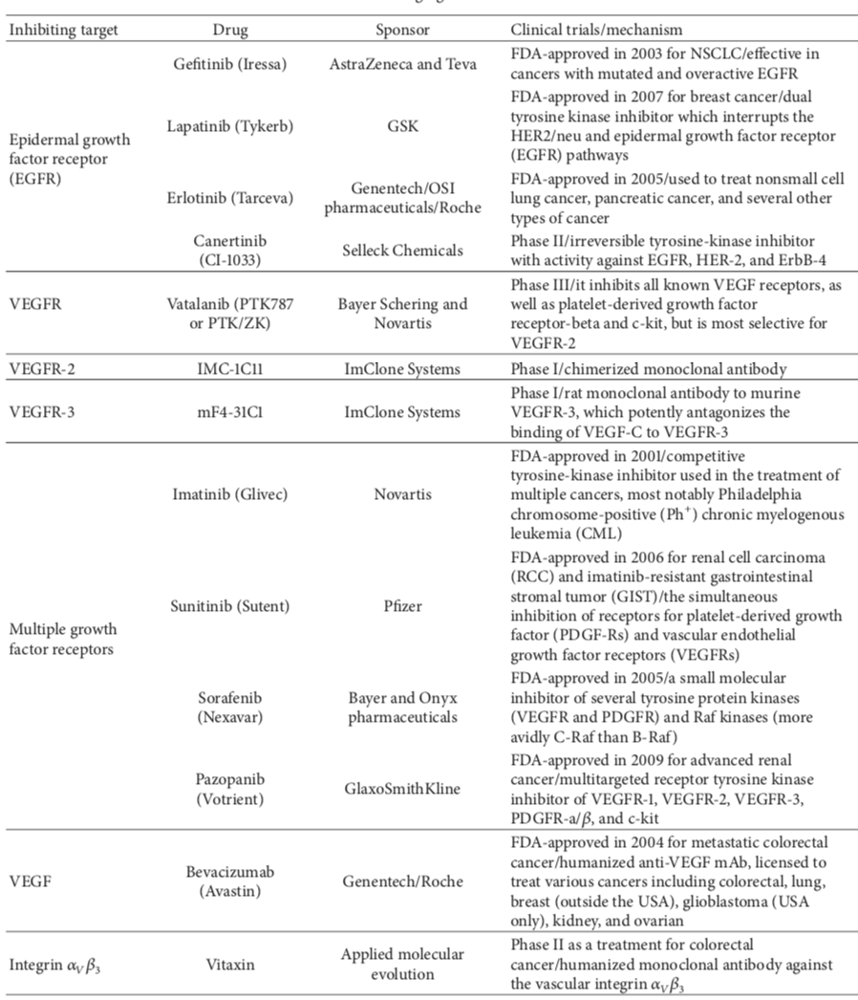 Inhibiting target Drug Sponsor Clinical trials/mechanism
Epidermal growth
factor receptor
(EGFR)
Gefitinib (Iressa)
AstraZeneca and Teva
FDA-approved in 2003 for NSCLC/effective in
cancers with mutated and overactive EGFR
Lapatinib (Tykerb)
GSK
FDA-approved in 2007 for breast cancer/dual
tyrosine kinase inhibitor which interrupts the
HER2/neu and epidermal growth factor receptor
(EGFR) pathways
Erlotinib (Tarceva)
Genentech/OSI
pharmaceuticals/Roche
FDA-approved in 2005/used to treat nonsmall cell
lung cancer, pancreatic cancer, and several other
types of cancer
Canertinib
(CI-1033)
Selleck Chemicals
Phase II/irreversible tyrosine-kinase inhibitor
with activity against EGFR, HER-2, and ErbB-4
VEGFR
Vatalanib (PTK787
or PTK/ZK)
Bayer Schering and
Novartis
Phase III/it inhibits all known VEGF receptors, as
well as platelet-derived growth factor
receptor-beta and c-kit, but is most selective for
VEGFR-2
VEGFR-2 IMC-1C11 ImClone Systems Phase I/chimerized monoclonal antibody
VEGFR-3
mF4-31C1
ImClone Systems
Phase I/rat monoclonal antibody to murine
VEGFR-3, which potently antagonizes the
binding of VEGF-C to VEGFR-3
Multiple growth
factor receptors
Imatinib (Glivec)
Novartis
FDA-approved in 2001/competitive
tyrosine-kinase inhibitor used in the treatment of
multiple cancers, most notably Philadelphia
chromosome-positive (Ph⁺) chronic myelogenous
leukemia (CML)
Sunitinib (Sutent)
Pfizer
FDA-approved in 2006 for renal cell carcinoma
(RCC) and imatinib-resistant gastrointestinal
stromal tumor (GIST)/the simultaneous
inhibition of receptors for platelet-derived growth
factor (PDGF-Rs) and vascular endothelial
growth factor receptors (VEGFRs)
Sorafenib
(Nexavar)
Bayer and Onyx
pharmaceuticals
FDA-approved in 2005/a small molecular
inhibitor of several tyrosine protein kinases
(VEGFR and PDGFR) and Raf kinases (more
avidly C-Raf than B-Raf)
Pazopanib
(Votrient)
GlaxoSmithKline
FDA-approved in 2009 for advanced renal
cancer/multitargeted receptor tyrosine kinase
inhibitor of VEGFR-1, VEGFR-2, VEGFR-3,
PDGFR-a/β, and c-kit
VEGF
Bevacizumab
(Avastin)
Genentech/Roche
FDA-approved in 2004 for metastatic colorectal
cancer/humanized anti-VEGF mAb, licensed to
treat various cancers including colorectal, lung,
breast (outside the USA), glioblastoma (USA
only), kidney, and ovarian
Integrin αVβ3
Vitaxin
Applied molecular
evolution
Phase II as a treatment for colorectal
cancer/humanized monoclonal antibody against
the vascular integrin αVβ3